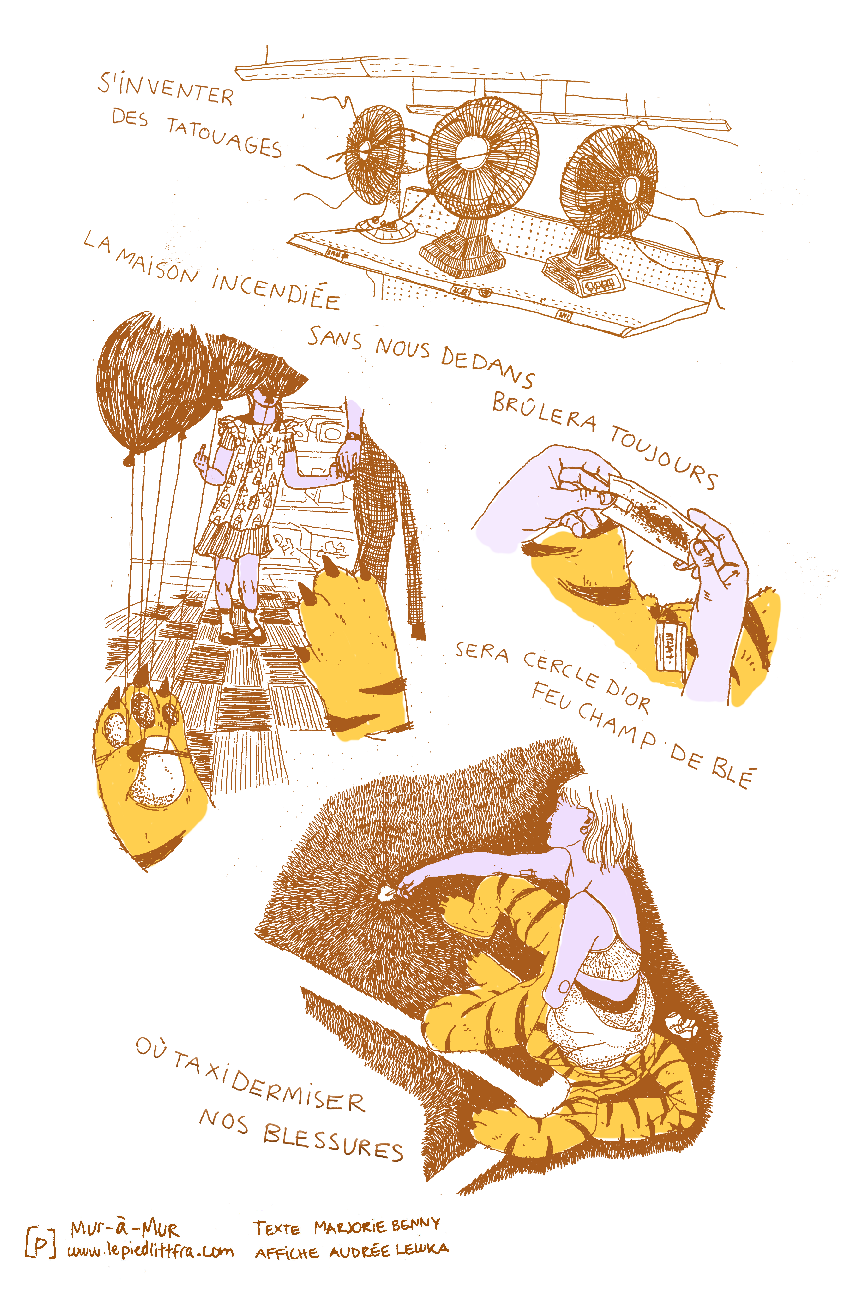 S'INVENTER
DES TATOUAGES
LA MAISON INCENDIÉE
SANS NOUS DEDANS
BRÛLERA TOUJOURS
SERA CERCLE D'OR
FEU CHAMP DE BLÉ
OÙ TAXIDERMISER
NOS BLESSURES
[P] MUR-À-MUR
www.lepiedlittfra.com
TEXTE MARJORIE BENNY
AFFICHE AUDRÉE LEWKA